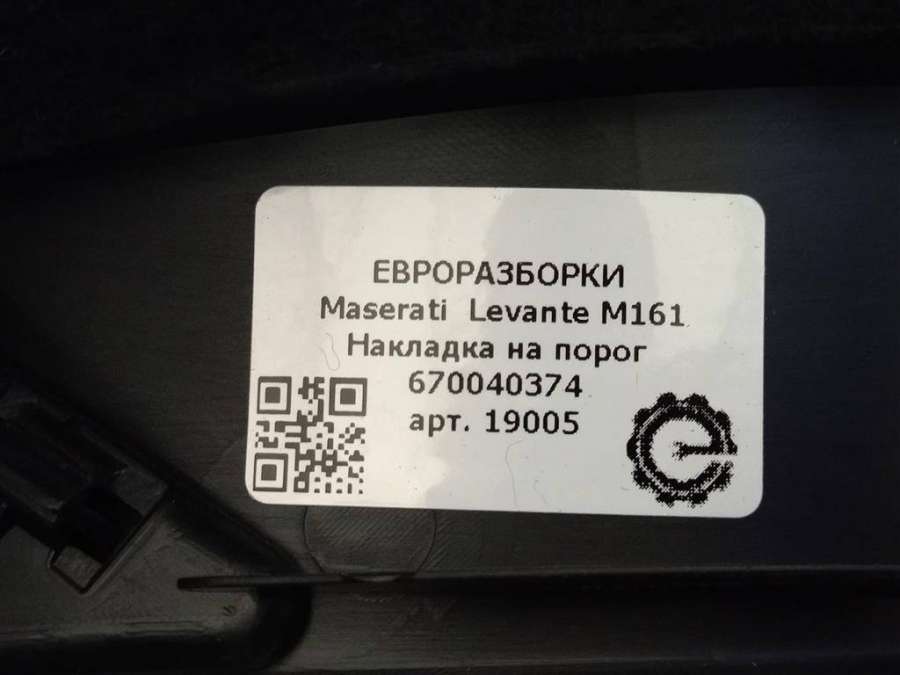 ЕВРОРАЗБОРКИ
Maserati Levante M161
Накладка на порог
670040374
арт. 19005